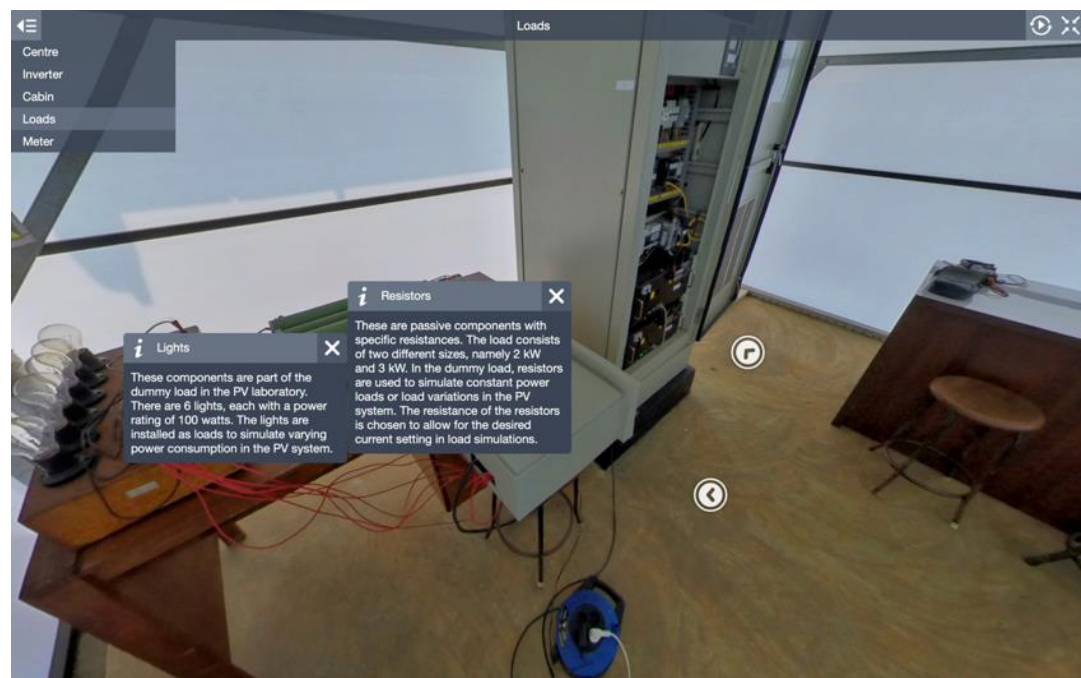 Loads
Centre
Inverter
Cabin
Loads
Meter
Resistors
These are passive components with
specific resistances. The load consists
of two different sizes, namely 2 kW
and 3 kW. In the dummy load, resistors
are used to simulate constant power
loads or load variations in the PV
system. The resistance of the resistors
is chosen to allow for the desired
current setting in load simulations.
Lights
These components are part of the
dummy load in the PV laboratory.
There are 6 lights, each with a power
rating of 100 watts. The lights are
installed as loads to simulate varying
power consumption in the PV system.